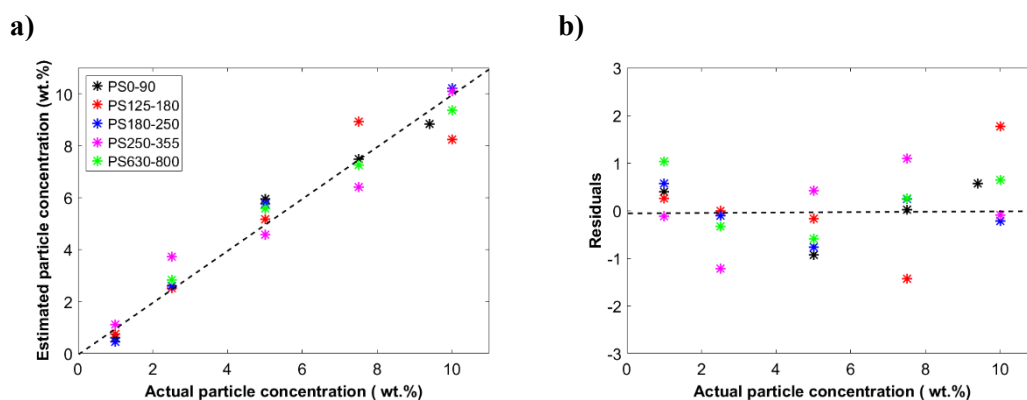 a)
Estimated particle concentration (wt.%)
10
8
6
4
2
0
PS0-90
PS125-180
PS180-250
PS250-355
PS630-800
0 2 4 6 8 10
Actual particle concentration ( wt.%)
b)
Residuals
3
2
1
0
-1
-2
-3
0 2 4 6 8 10
Actual particle concentration ( wt.%)